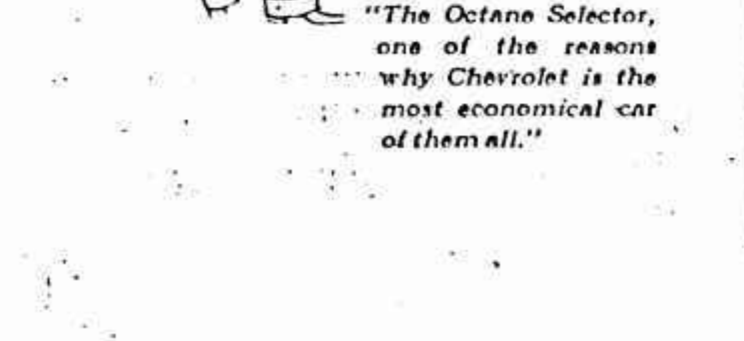 "The Octane Selector,
one of the reasons
why Chevrolet is the
most economical car
of them all."